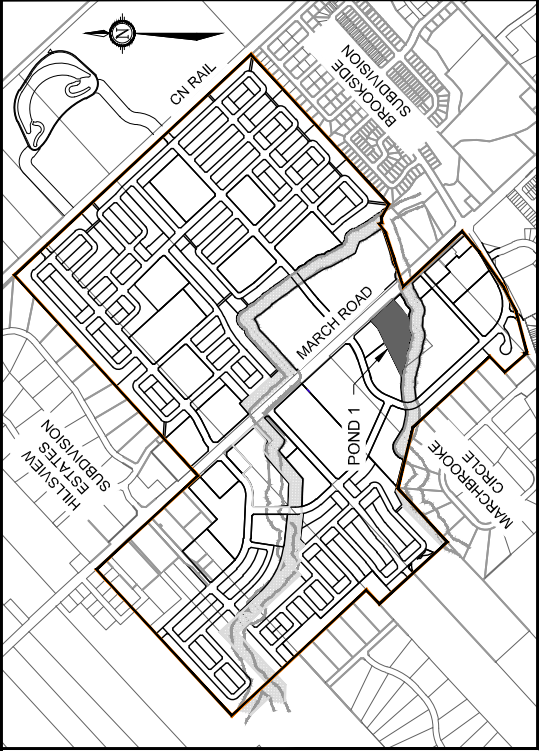 N
CN RAIL
BROOKSIDE
SUBDIVISION
MARCH ROAD
POND 1
HILLSVIEW
ESTATES
SUBDIVISION
MARCHBROOKE
CIRCLE